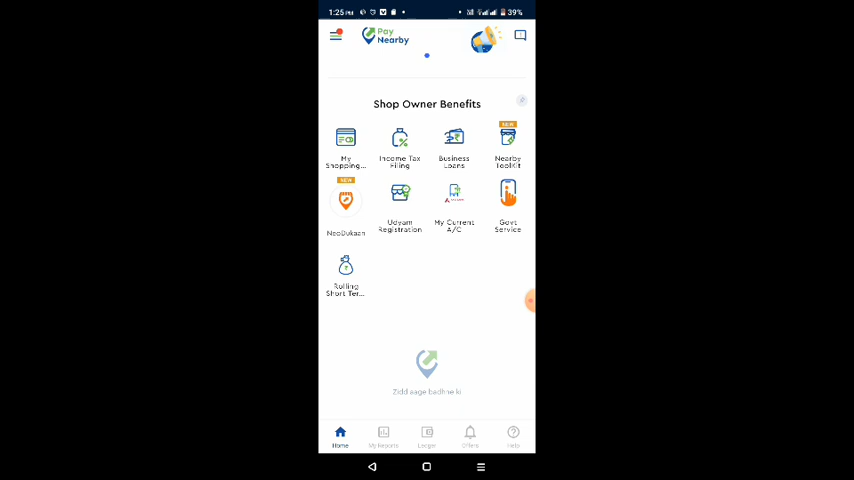 1:25 PM
39%
Pay
Nearby
Shop Owner Benefits
My
Shopping...
Income Tax
Filing
Business
Loans
NEW
Nearby
ToolKit
NEW
NeoDukaan
Udyam
Registration
My Current
A/C
Govt
Service
Rolling
Short Ter...
Zidd aage badhne ki
Home
My Reports
Ledger
Offers
Help